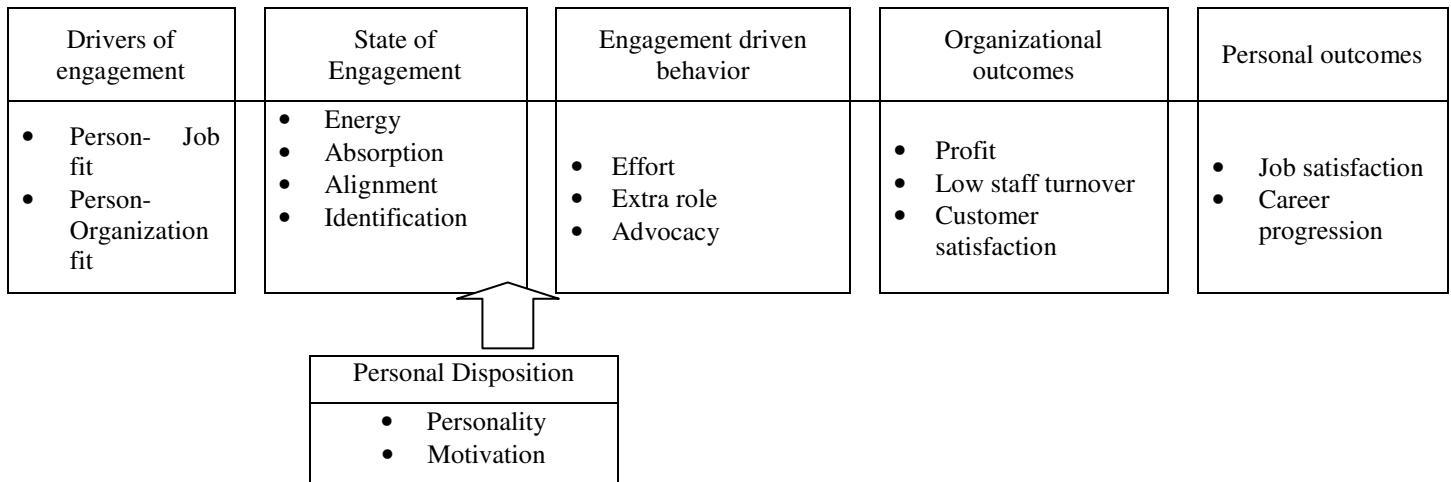 Drivers of
engagement
• Person- Job
fit
• Person-
Organization
fit
State of
Engagement
• Energy
• Absorption
• Alignment
• Identification
Engagement driven
behavior
• Effort
• Extra role
• Advocacy
Organizational
outcomes
• Profit
• Low staff turnover
• Customer
satisfaction
Personal outcomes
• Job satisfaction
• Career
progression
Personal Disposition
• Personality
• Motivation